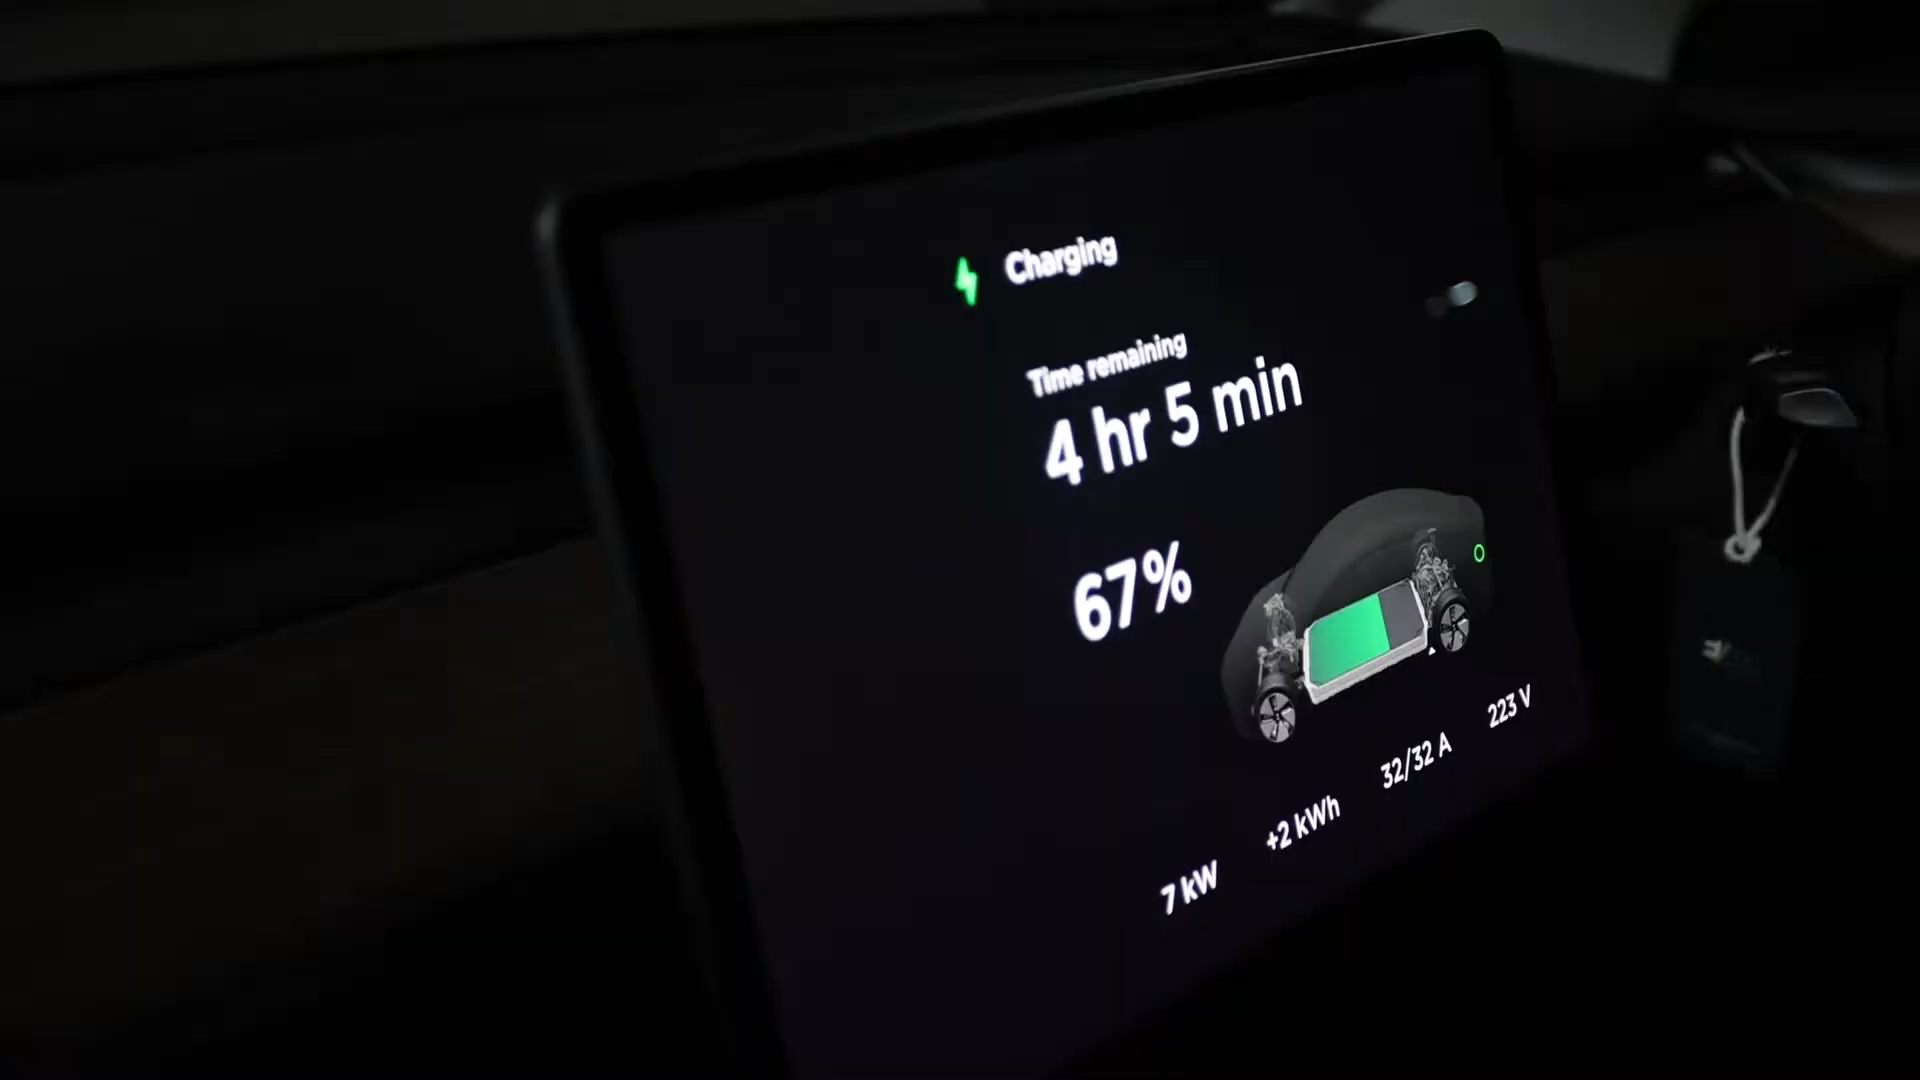 Charging
Time remaining
4 hr 5 min
67%
7 kW
+2 kWh
32/32 A
223 V